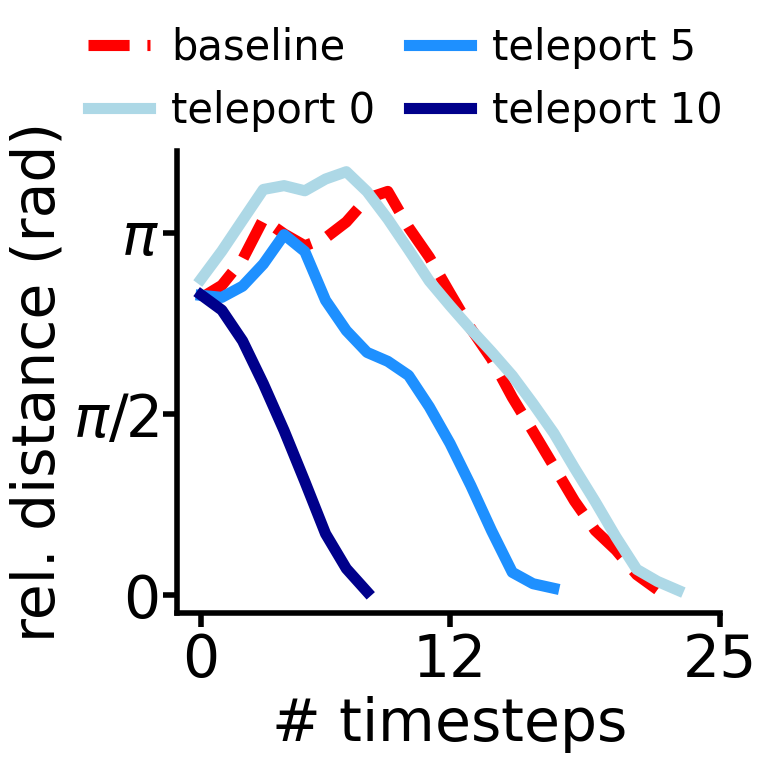 baseline
teleport 5
teleport 0
teleport 10
rel. distance (rad)
π
π/2
0
0
12
25
# timesteps